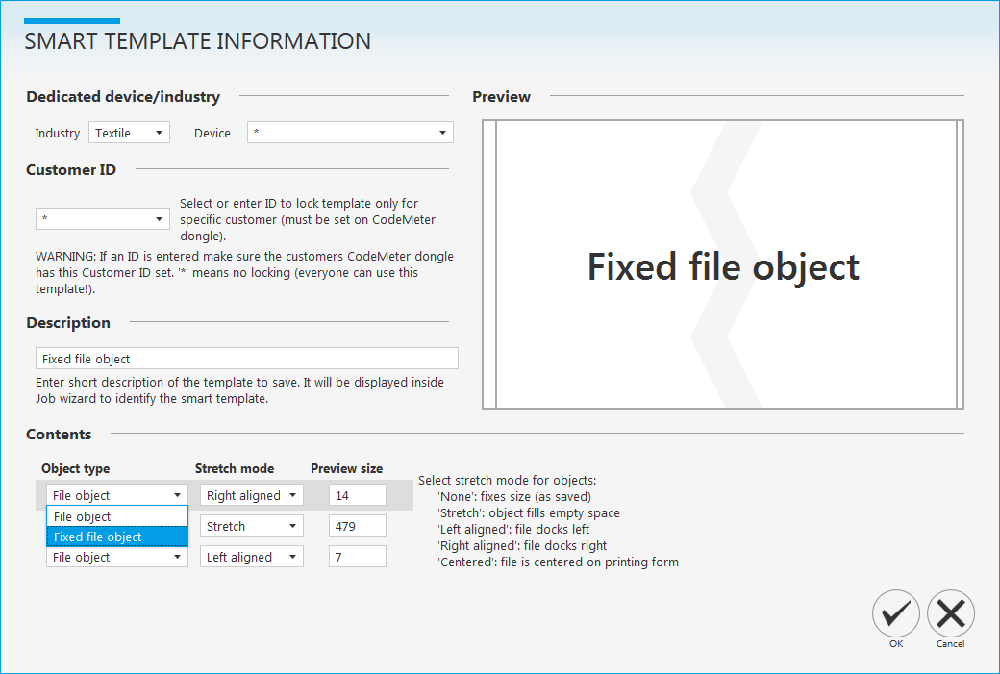 SMART TEMPLATE INFORMATION
Dedicated device/industry
Industry Textile Device *
Customer ID
*
Select or enter ID to lock template only for
specific customer (must be set on CodeMeter
dongle).
WARNING: If an ID is entered make sure the customers CodeMeter dongle
has this Customer ID set. '*' means no locking (everyone can use this
template!).
Description
Fixed file object
Enter short description of the template to save. It will be displayed inside
Job wizard to identify the smart template.
Preview
Fixed file object
Contents
Object type Stretch mode Preview size
File object Right aligned 14
File object
Fixed file object
Stretch 479
File object Left aligned 7
Select stretch mode for objects:
'None': fixes size (as saved)
'Stretch': object fills empty space
'Left aligned': file docks left
'Right aligned': file docks right
'Centered': file is centered on printing form
OK Cancel